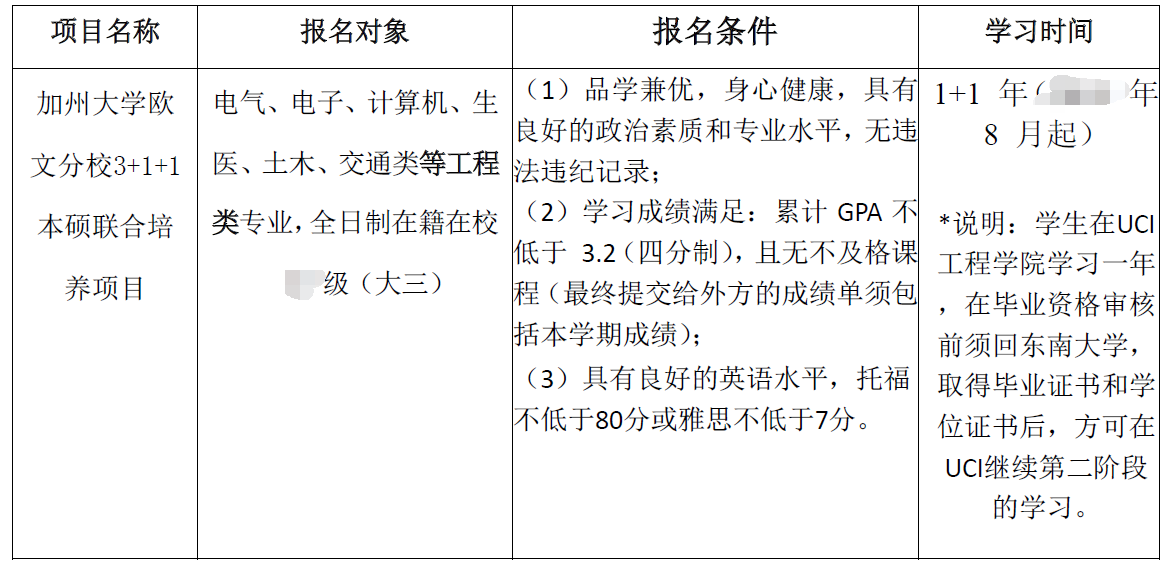 项目名称
报名对象
报名条件
学习时间
加州大学欧
文分校3+1+1
本硕联合培
养项目
电气、电子、计算机、生
医、土木、交通类等工程
类专业,全日制在籍在校
级（大三）
（1）品学兼优，身心健康，具有
良好的政治素质和专业水平，无违
法违纪记录；
（2）学习成绩满足：累计 GPA 不
低于 3.2（四分制），且无不及格课
程（最终提交给外方的成绩单须包
括本学期成绩）；
（3）具有良好的英语水平，托福
不低于80分或雅思不低于7分。
1+1 年（ 年
8 月起）
*说明：学生在UCI
工程学院学习一年
，在毕业资格审核
前须回东南大学，
取得毕业证书和学
位证书后，方可在
UCI继续第二阶段
的学习。